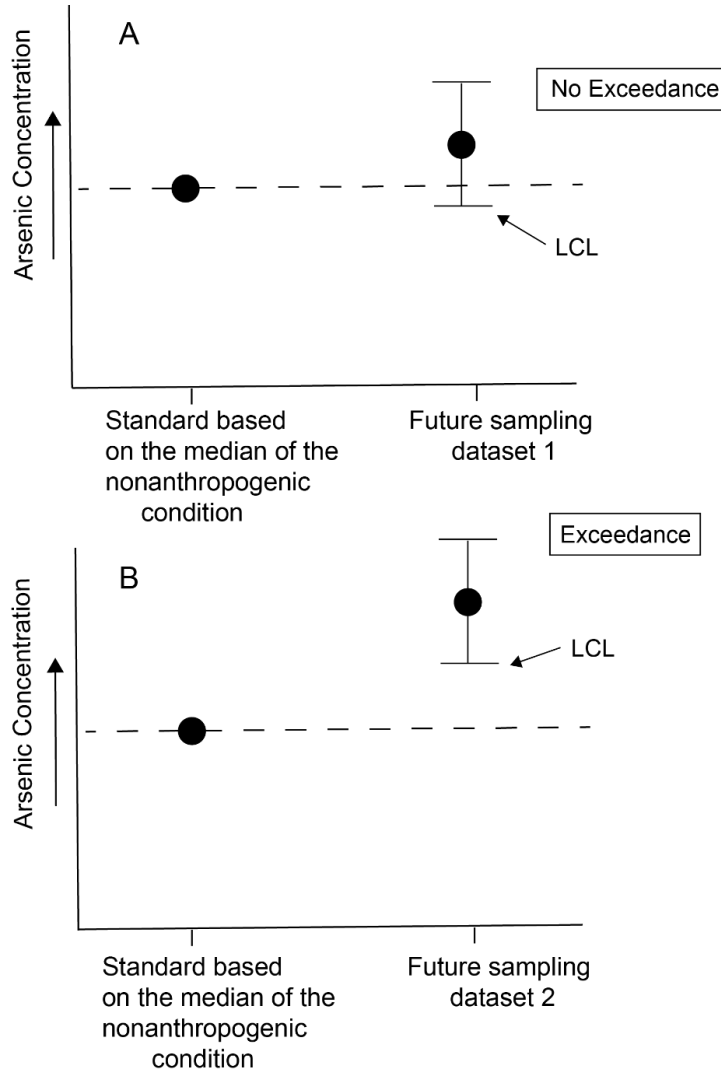 A
No Exceedance
Arsenic Concentration
LCL
Standard based
on the median of the
nonanthropogenic
condition
Future sampling
dataset 1
Exceedance
B
Arsenic Concentration
LCL
Standard based
on the median of the
nonanthropogenic
condition
Future sampling
dataset 2